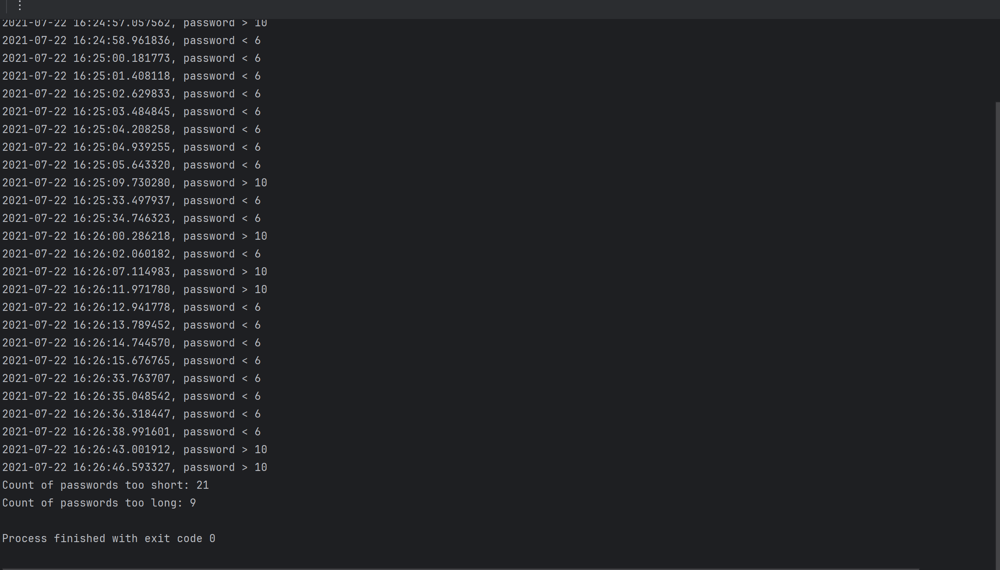 2021-07-22 16:24:57.057562, password > 10
2021-07-22 16:24:58.961836, password < 6
2021-07-22 16:25:00.181773, password < 6
2021-07-22 16:25:01.408118, password < 6
2021-07-22 16:25:02.629833, password < 6
2021-07-22 16:25:03.484845, password < 6
2021-07-22 16:25:04.208258, password < 6
2021-07-22 16:25:04.939255, password < 6
2021-07-22 16:25:05.643320, password < 6
2021-07-22 16:25:09.730280, password > 10
2021-07-22 16:25:33.497937, password < 6
2021-07-22 16:25:34.746323, password < 6
2021-07-22 16:26:00.286218, password > 10
2021-07-22 16:26:02.060182, password < 6
2021-07-22 16:26:07.114983, password > 10
2021-07-22 16:26:11.971780, password > 10
2021-07-22 16:26:12.941778, password < 6
2021-07-22 16:26:13.789452, password < 6
2021-07-22 16:26:14.744570, password < 6
2021-07-22 16:26:15.676765, password < 6
2021-07-22 16:26:33.763707, password < 6
2021-07-22 16:26:35.048542, password < 6
2021-07-22 16:26:36.318447, password < 6
2021-07-22 16:26:38.991601, password < 6
2021-07-22 16:26:43.001912, password > 10
2021-07-22 16:26:46.593327, password > 10
Count of passwords too short: 21
Count of passwords too long: 9
Process finished with exit code 0